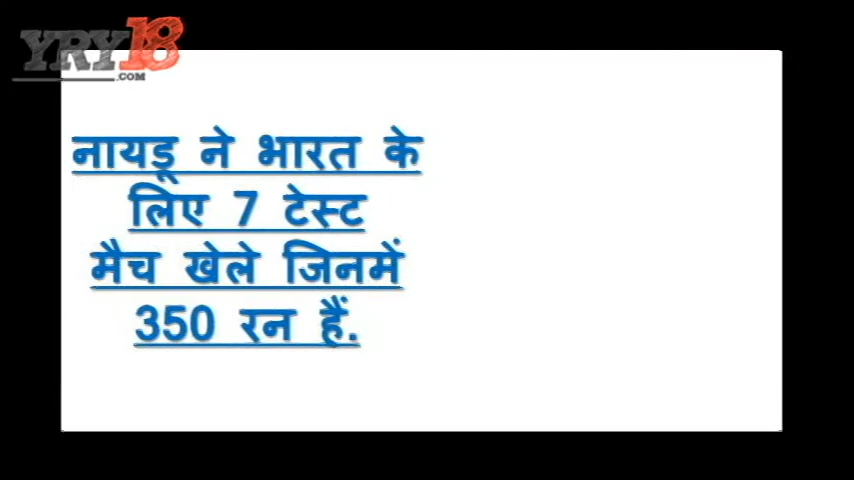 YRY18
.COM
नायडू ने भारत के
लिए 7 टेस्ट
मैच खेले जिनमें
350 रन हैं.